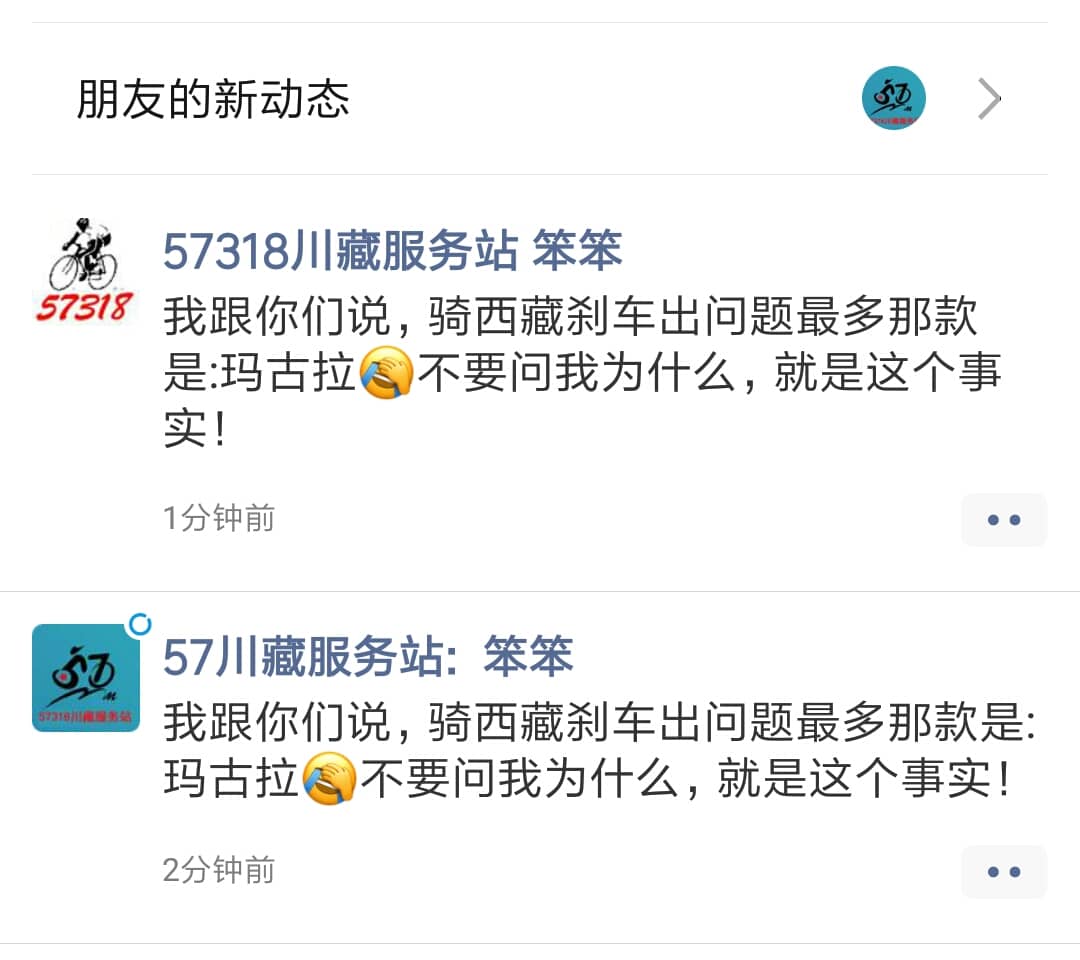 朋友的新动态
57318川藏服务站 笨笨
57318
我跟你们说，骑西藏刹车出问题最多那款
是:玛古拉🤦不要问我为什么，就是这个事
实！
1分钟前
57川藏服务站：笨笨
57318川藏服务站
我跟你们说，骑西藏刹车出问题最多那款是:
玛古拉🤦不要问我为什么，就是这个事实！
2分钟前